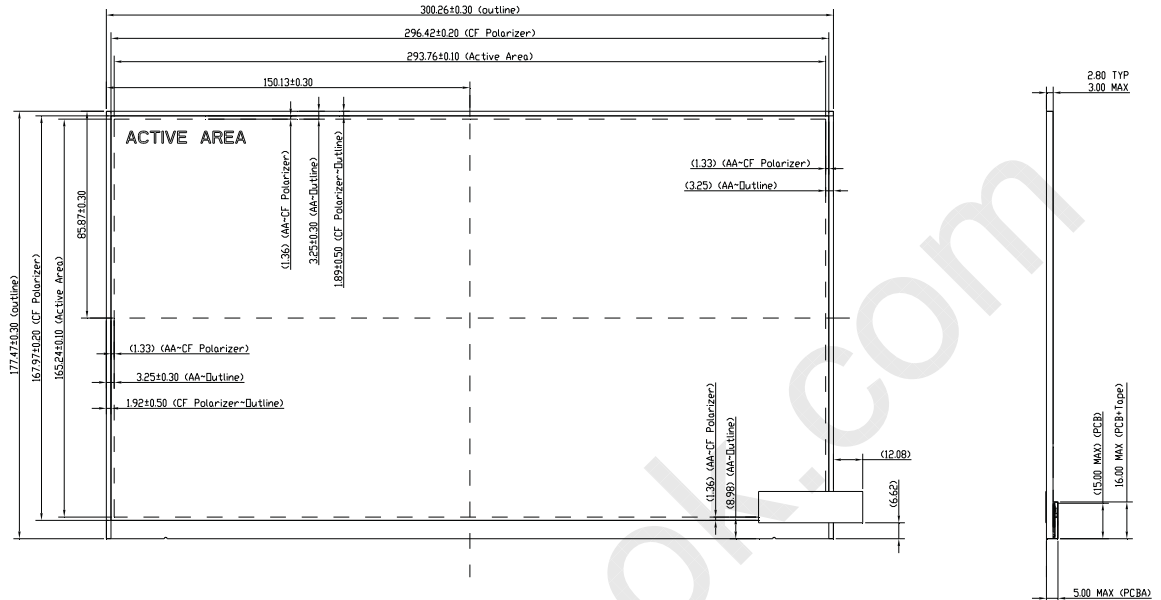 300.26±0.30 (outline)
296.42±0.20 (CF Polarizer)
293.76±0.10 (Active Area)
150.13±0.30
2.80 TYP
3.00 MAX
ACTIVE AREA
(1.36) (AA~CF Polarizer)
3.25±0.30 (AA~Outline)
1.89±0.50 (CF Polarizer~Outline)
(1.33) (AA~CF Polarizer)
(3.25) (AA~Outline)
85.87±0.30
177.47±0.30 (outline)
167.97±0.20 (CF Polarizer)
165.24±0.10 (Active Area)
(1.33) (AA~CF Polarizer)
3.25±0.30 (AA~Outline)
1.92±0.50 (CF Polarizer~Outline)
(1.36) (AA~CF Polarizer)
(8.98) (AA~Outline)
(12.08)
(6.62)
(15.00 MAX) (PCB)
16.00 MAX (PCB+Tape)
5.00 MAX (PCBA)
ok.com